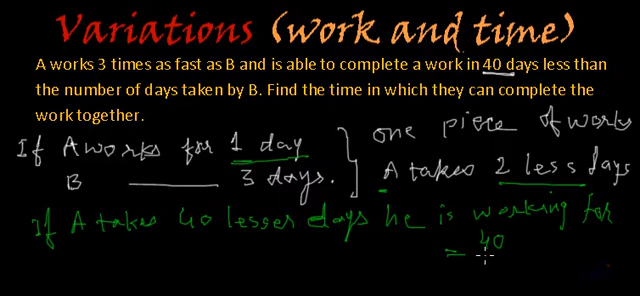 Variations (work and time)
A works 3 times as fast as B and is able to complete a work in 40 days less than
the number of days taken by B. Find the time in which they can complete the
work together.
If A works for 1 day } one piece of works
B ——— 3 days. } A takes 2 less days
If A takes 40 lesser days he is working for
= 40